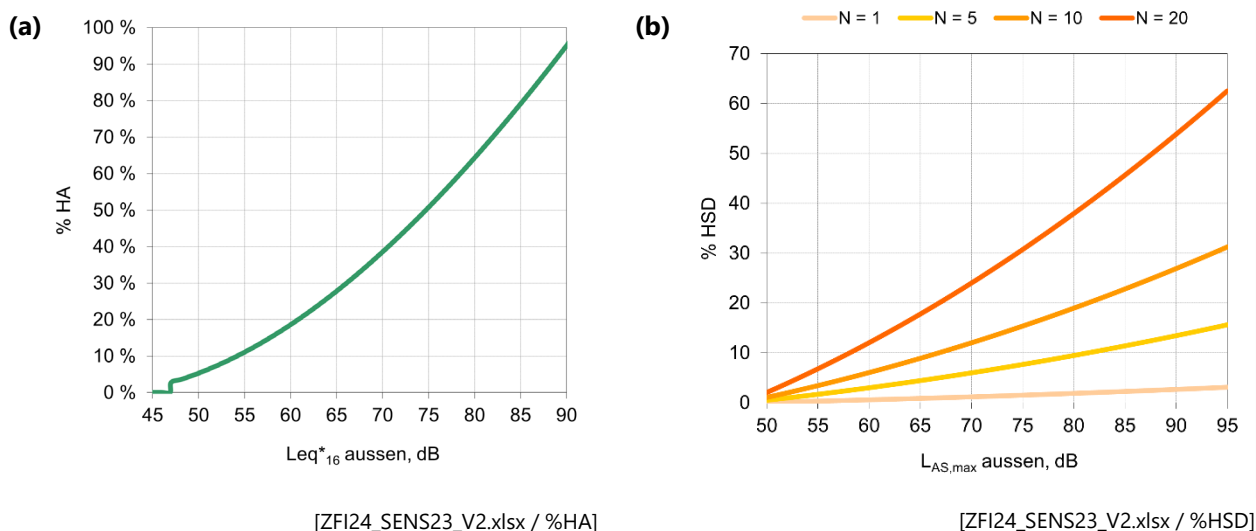 (a)
100 %
90 %
80 %
70 %
60 %
50 %
40 %
30 %
20 %
10 %
0 %
% HA
45 50 55 60 65 70 75 80 85 90
Leq*16 aussen, dB
[ZFI24_SENS23_V2.xlsx / %HA]
(b)
N = 1 N = 5 N = 10 N = 20
70
60
50
40
30
20
10
0
% HSD
50 55 60 65 70 75 80 85 90 95
LAS,max aussen, dB
[ZFI24_SENS23_V2.xlsx / %HSD]